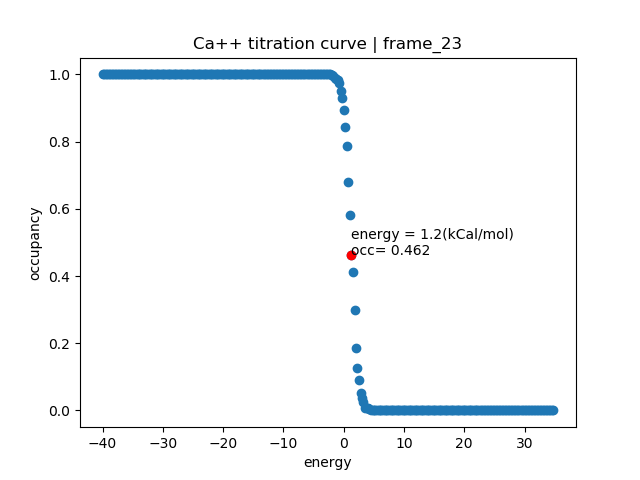 Ca++ titration curve | frame_23
1.0
0.8
0.6
0.4
0.2
0.0
occupancy
energy = 1.2(kCal/mol)
occ= 0.462
−40
−30
−20
−10
0
10
20
30
energy